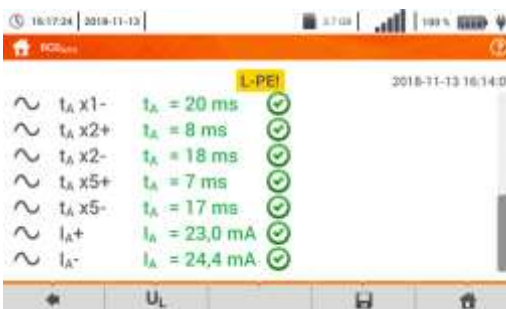 16:17:24 2018-11-13 100 %
L-PE!
2018-11-13 16:14:0
tA x1- tA = 20 ms
tA x2+ tA = 8 ms
tA x2- tA = 18 ms
tA x5+ tA = 7 ms
tA x5- tA = 17 ms
IA+ IA = 23,0 mA
IA- IA = 24,4 mA
UL